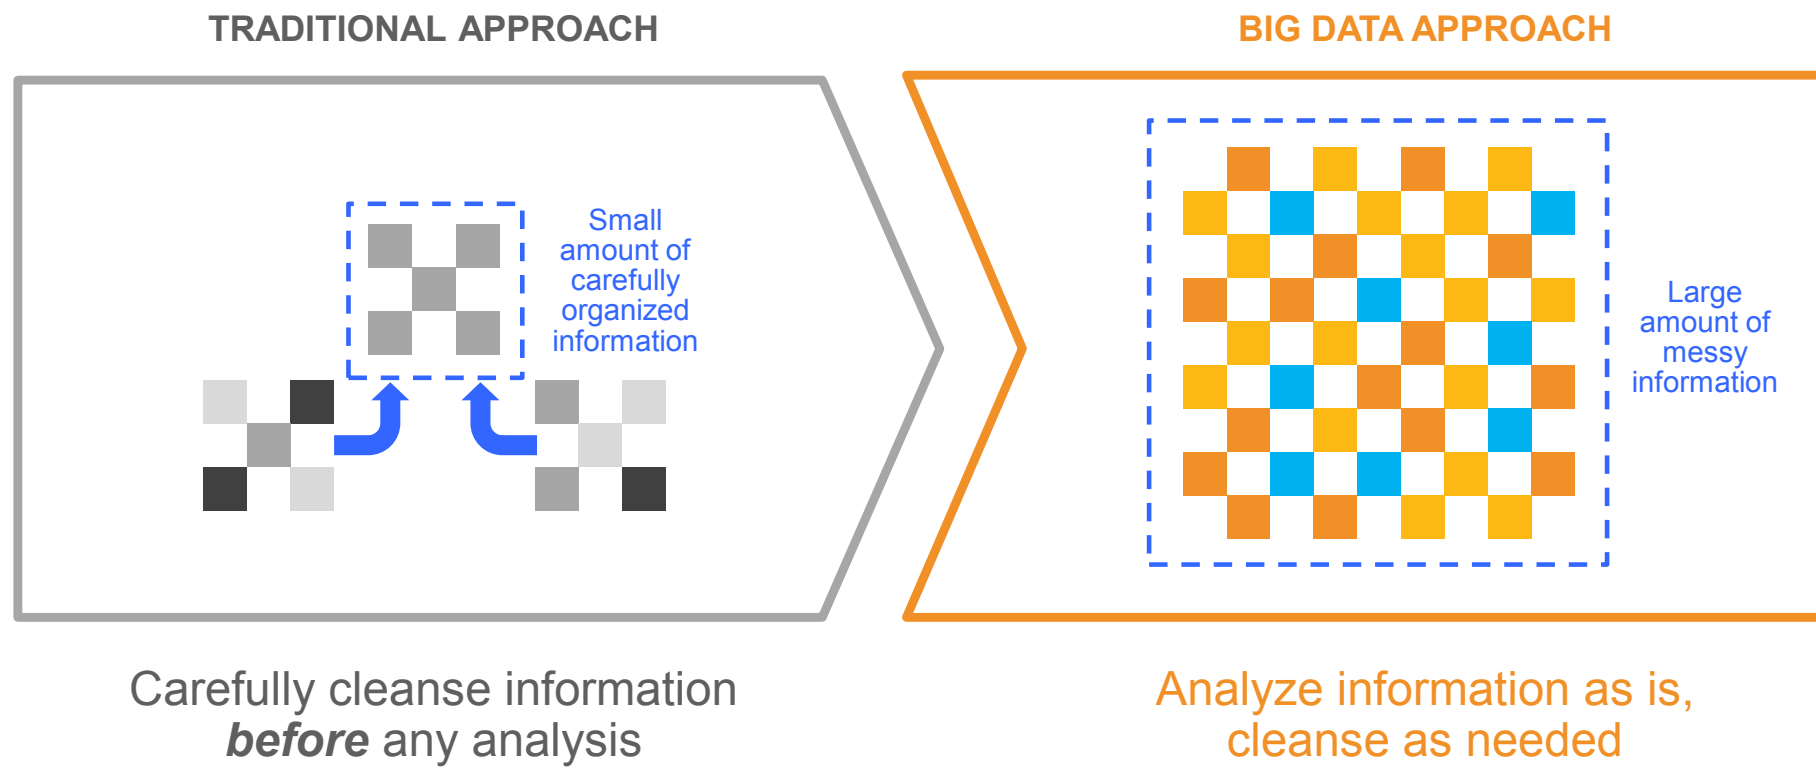 TRADITIONAL APPROACH
Small
amount of
carefully
organized
information
Carefully cleanse information
before any analysis
BIG DATA APPROACH
Large
amount of
messy
information
Analyze information as is,
cleanse as needed